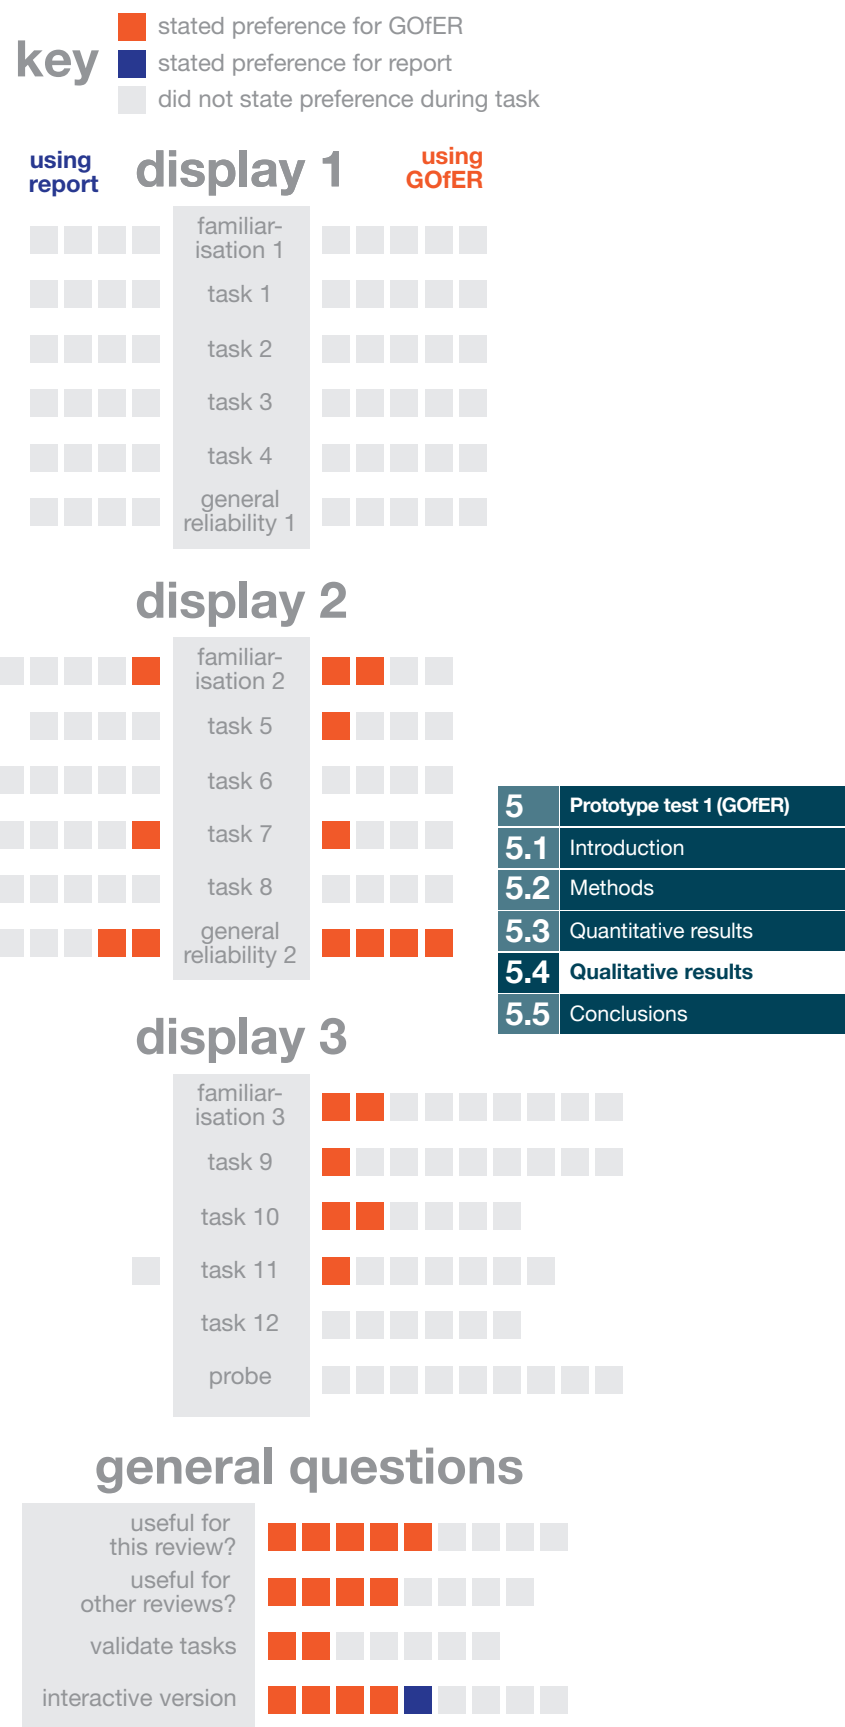 key
stated preference for GOfER
stated preference for report
did not state preference during task
using
report
display 1
using
GOfER
familiar-
isation 1
task 1
task 2
task 3
task 4
general
reliability 1
display 2
familiar-
isation 2
task 5
task 6
task 7
task 8
general
reliability 2
5 Prototype test 1 (GOfER)
5.1 Introduction
5.2 Methods
5.3 Quantitative results
5.4 Qualitative results
5.5 Conclusions
display 3
familiar-
isation 3
task 9
task 10
task 11
task 12
probe
general questions
useful for
this review?
useful for
other reviews?
validate tasks
interactive version